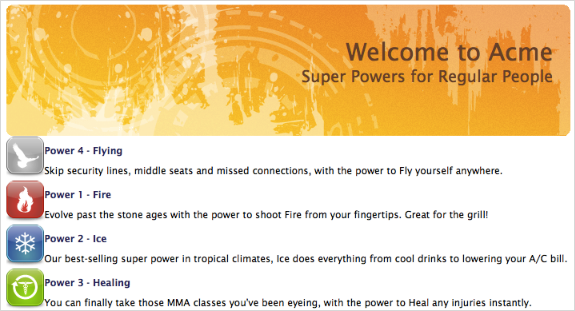 Welcome to Acme
Super Powers for Regular People
Power 4 - Flying
Skip security lines, middle seats and missed connections, with the power to Fly yourself anywhere.
Power 1 - Fire
Evolve past the stone ages with the power to shoot Fire from your fingertips. Great for the grill!
Power 2 - Ice
Our best-selling super power in tropical climates, Ice does everything from cool drinks to lowering your A/C bill.
Power 3 - Healing
You can finally take those MMA classes you've been eyeing, with the power to Heal any injuries instantly.